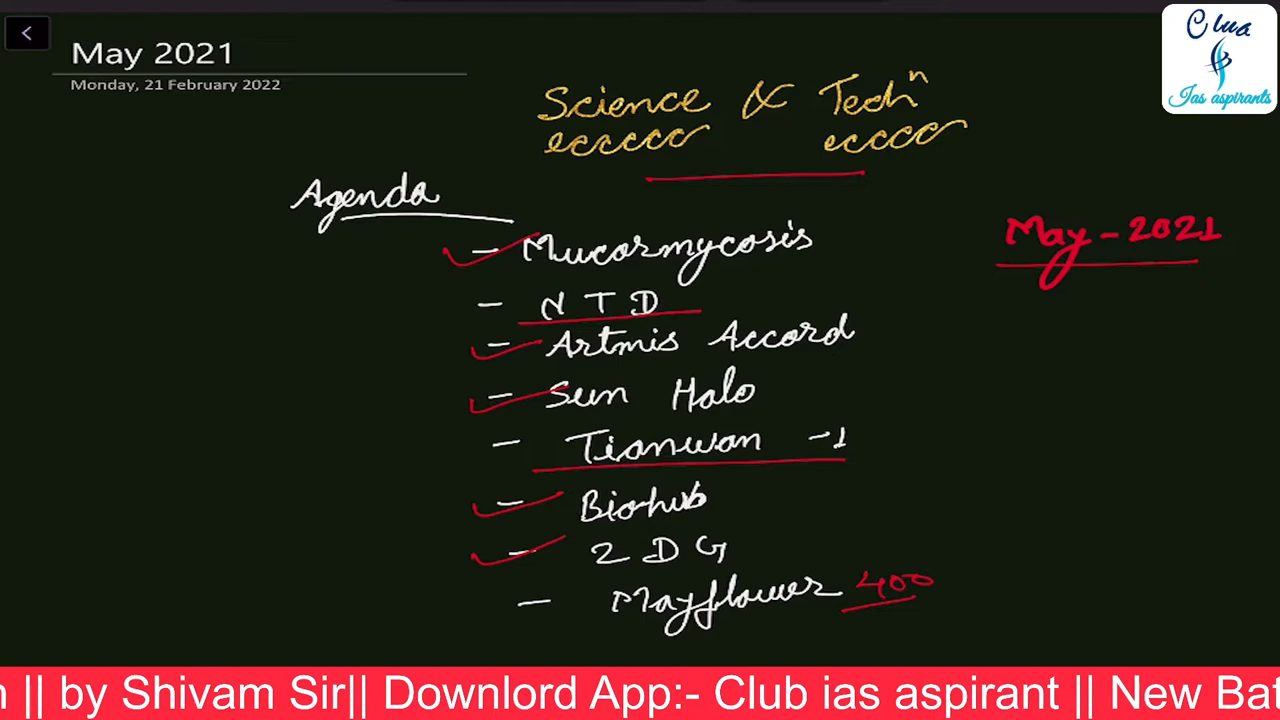 May 2021
Monday, 21 February 2022
Clua
Ias aspirants
Science & Techⁿ
Agenda
May - 2021
- Mucormycosis
- NTD
- Artmis Accord
- Sun Halo
- Tianwan -1
- Biohub
- 2DG
- Mayflower 400
|| by Shivam Sir|| Downlord App:- Club ias aspirant || New Bat